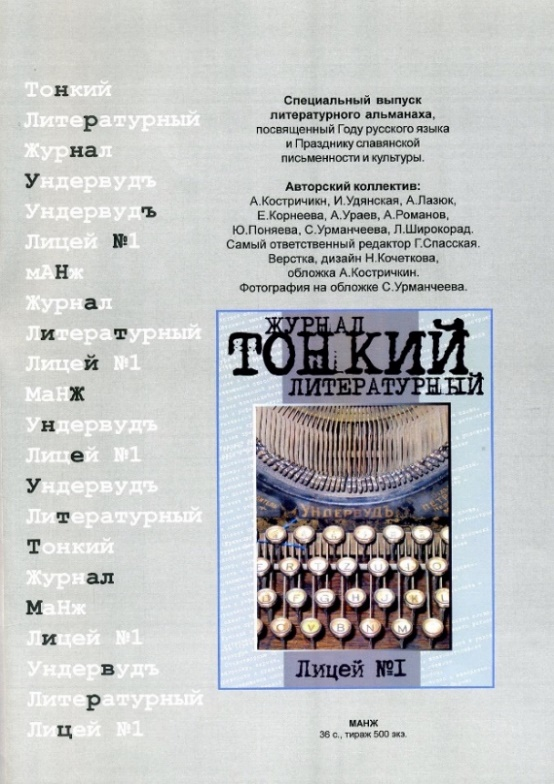 Тонкий
Литературный
Журнал
Ундервудъ
Ундервудъ
Лицей №1
мАНж
Журнал
Литературный
Лицей №1
МаНЖ
Ундервудъ
Лицей №1
Ундервудъ
Литературный
Тонкий
Журнал
МаНж
Лицей №1
Ундервудъ
Литературный
Лицей №1
Специальный выпуск
литературного альманаха,
посвященный Году русского языка
и Празднику славянской
письменности и культуры.
Авторский коллектив:
А.Костричикн, И.Удянская, А.Лазюк,
Е.Корнеева, А.Ураев, А.Романов,
Ю.Поняева, С.Урманчеева, Л.Широкорад.
Самый ответственный редактор Г.Спасская.
Верстка, дизайн Н.Кочеткова,
обложка А.Костричкин.
Фотография на обложке С.Урманчеева.
ЖУРНАЛ
ТОНКИЙ
ЛИТЕРАТУРНЫЙ
УНДЕРВУДЪ
E R T Z U I O
D F G H J K L
C V B N M
Лицей №1
МАНЖ
36 с., тираж 500 экз.